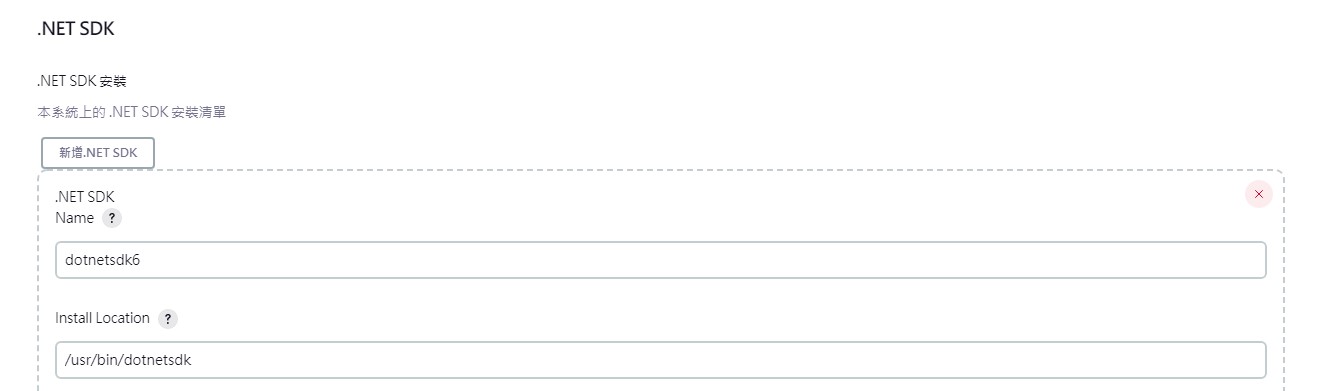 .NET SDK
.NET SDK 安裝
本系統上的 .NET SDK 安裝清單
新增.NET SDK
.NET SDK
Name ?
dotnetsdk6
Install Location ?
/usr/bin/dotnetsdk